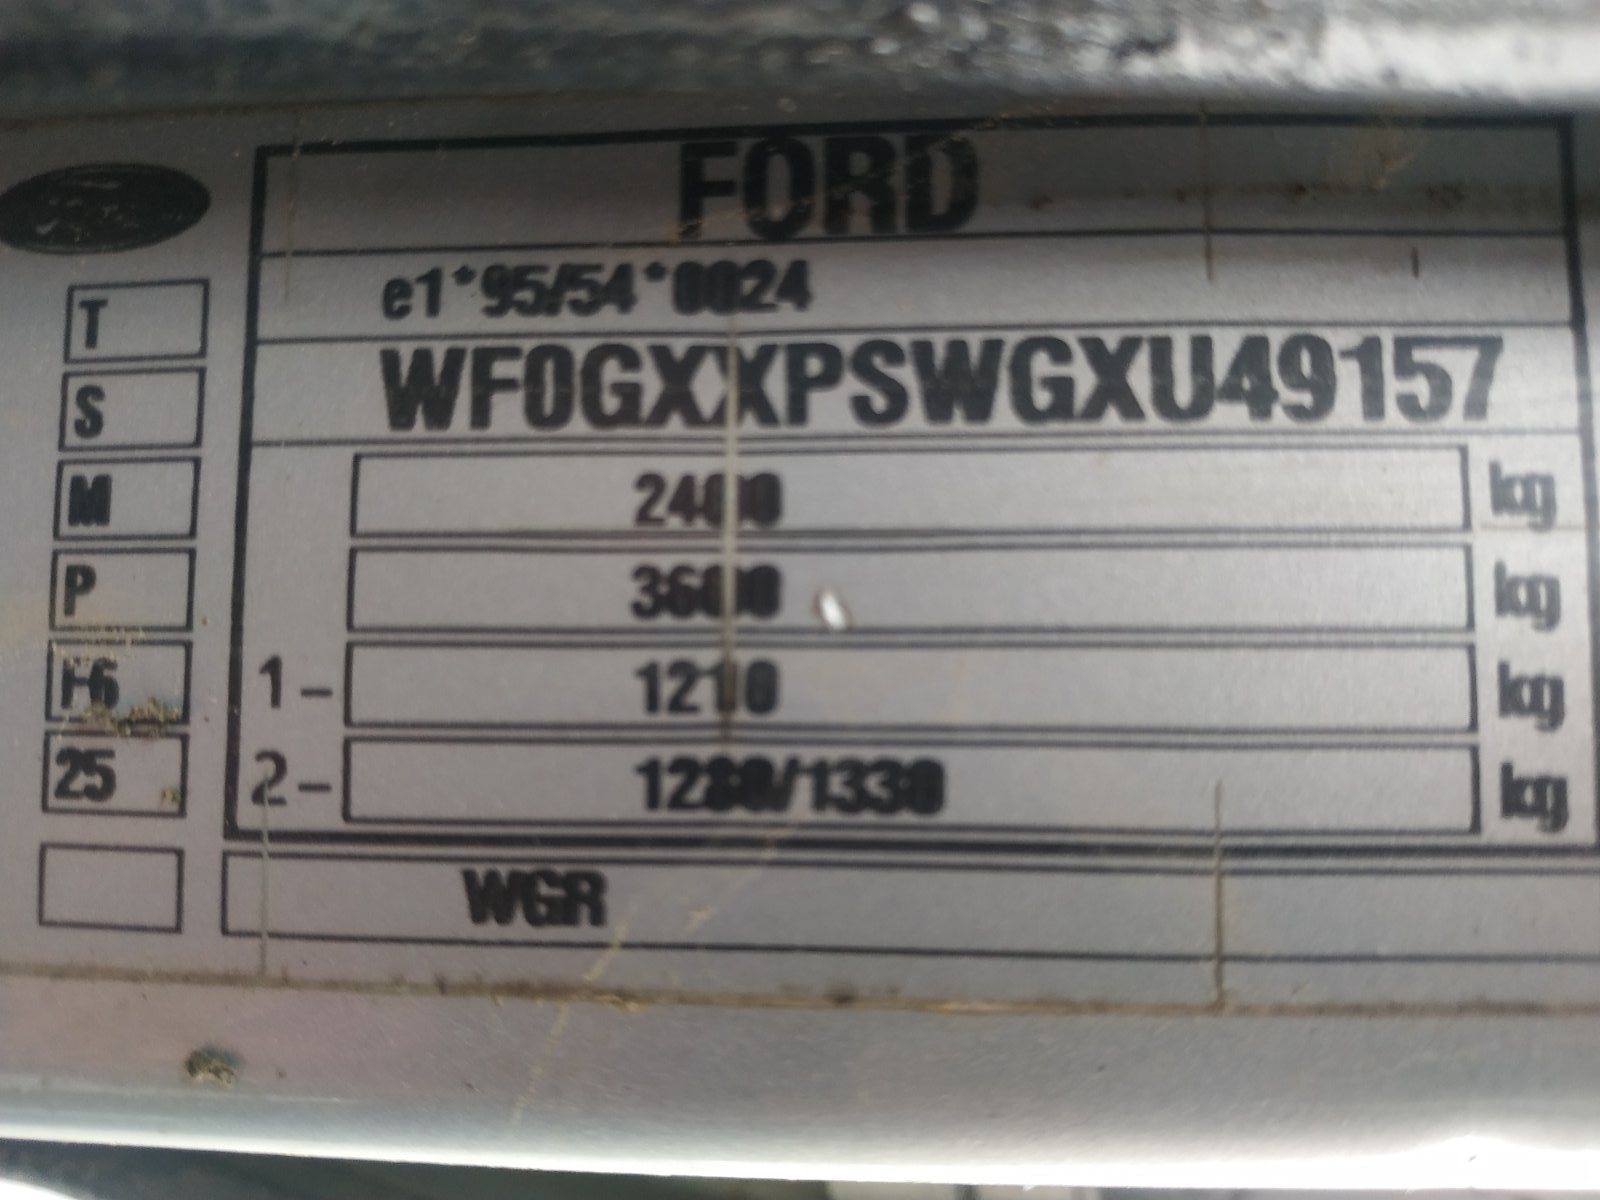 FORD
e1*95/54*0024
WF0GXXPSWGXU49157
T
S
M 2400 kg
P 3600 kg
F6 1- 1210 kg
25 2- 1280/1330 kg
WGR